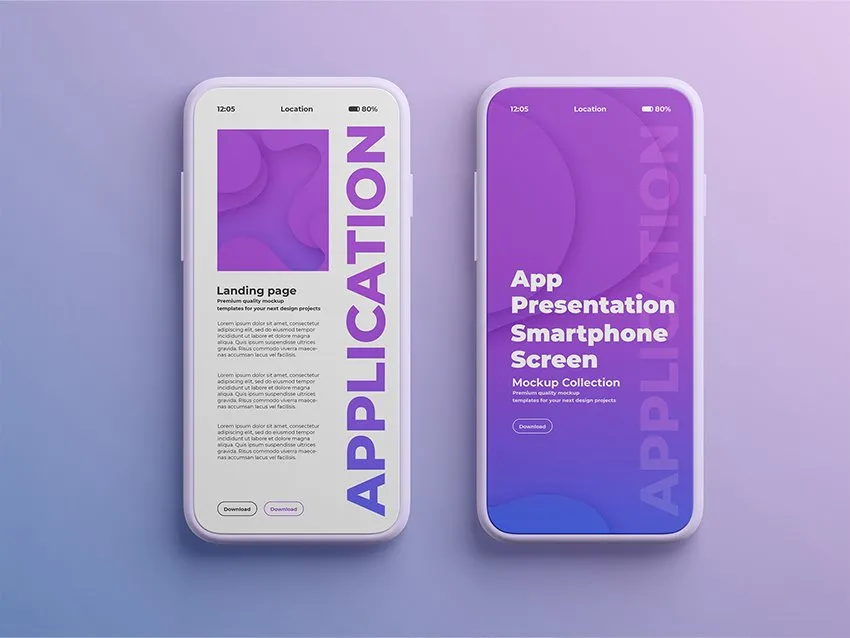 12:05 Location 80%
APPLICATION
Landing page
Premium quality mockup
templates for your next design projects
Lorem ipsum dolor sit amet, consectetur
adipiscing elit, sed do eiusmod tempor
incididunt ut labore et dolore magna
aliqua. Quis ipsum suspendisse ultrices
gravida. Risus commodo viverra maece-
nas accumsan lacus vel facilisis.
Lorem ipsum dolor sit amet, consectetur
adipiscing elit, sed do eiusmod tempor
incididunt ut labore et dolore magna
aliqua. Quis ipsum suspendisse ultrices
gravida. Risus commodo viverra maece-
nas accumsan lacus vel facilisis.
Lorem ipsum dolor sit amet, consectetur
adipiscing elit, sed do eiusmod tempor
incididunt ut labore et dolore magna
aliqua. Quis ipsum suspendisse ultrices
gravida. Risus commodo viverra maece-
nas accumsan lacus vel facilisis.
Download Download
12:05 Location 80%
APPLICATION
App
Presentation
Smartphone
Screen
Mockup Collection
Premium quality mockup
templates for your next design projects
Download